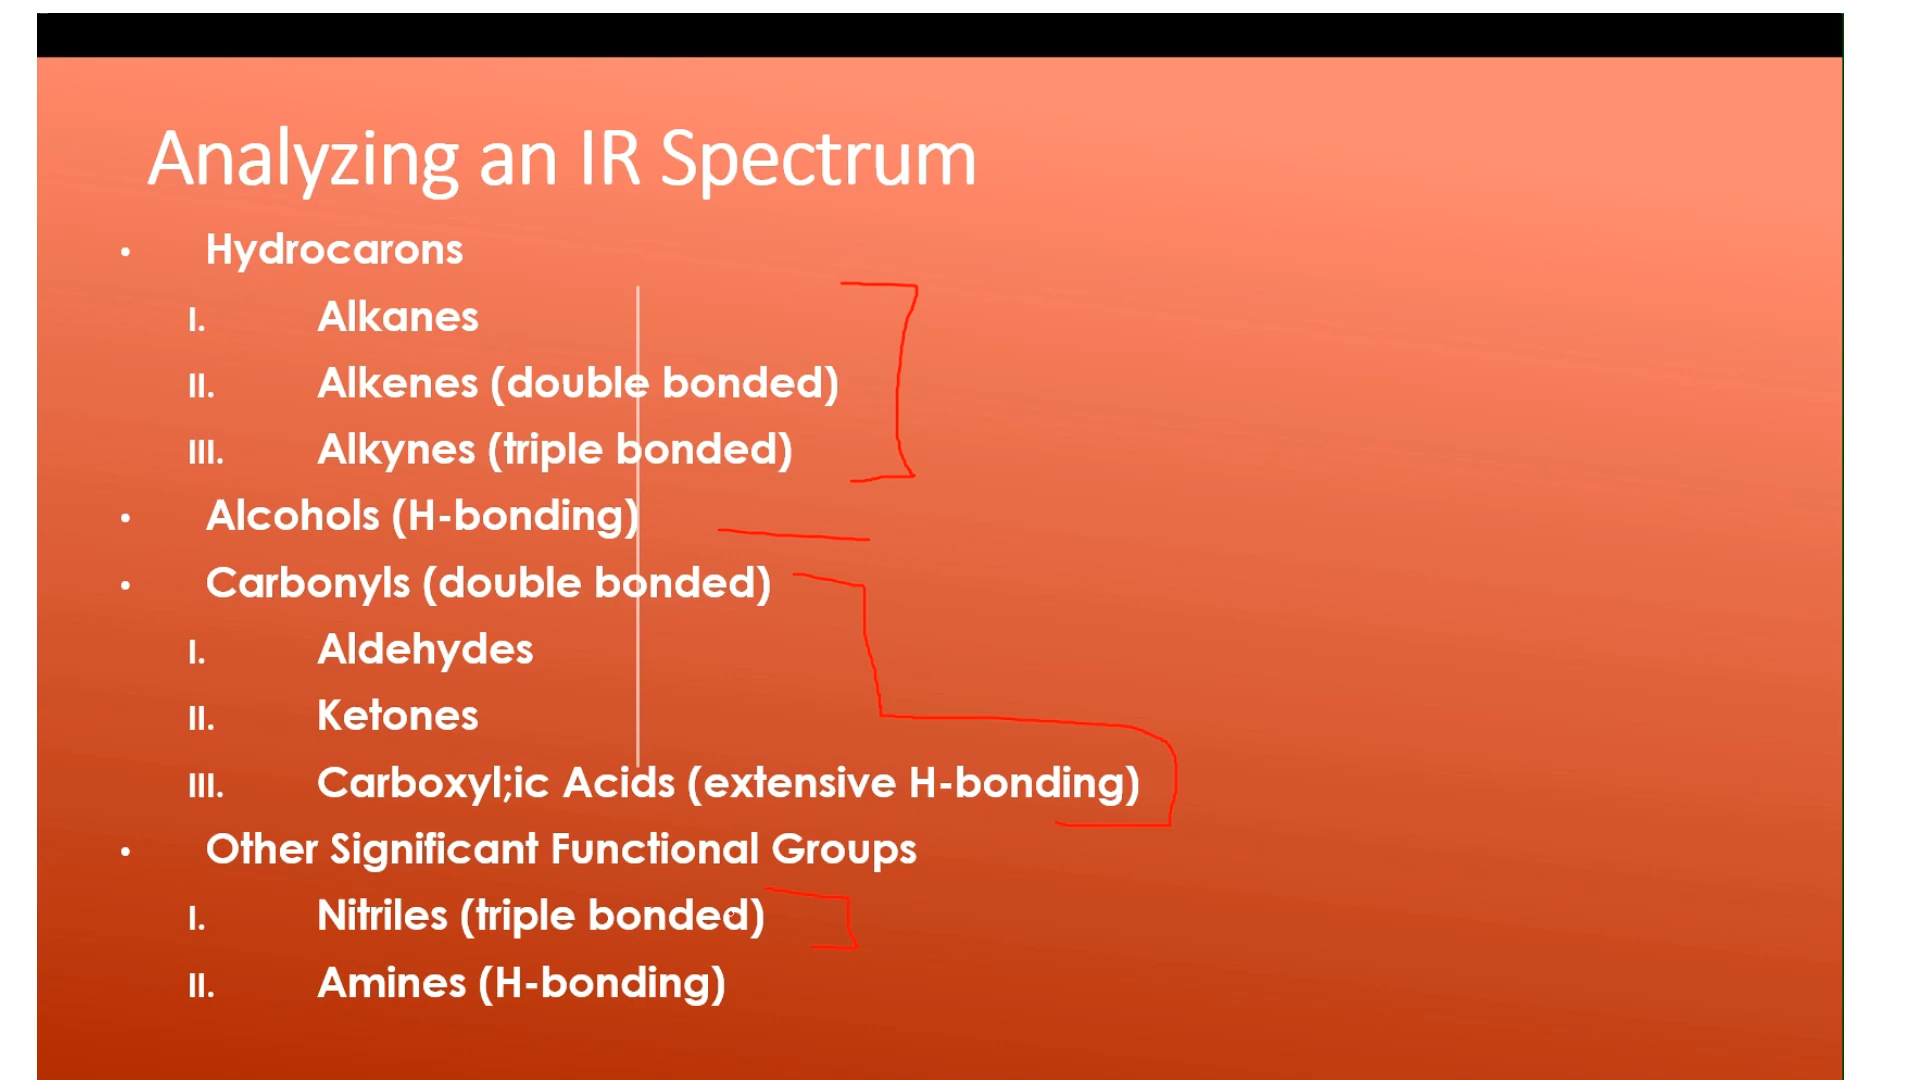 Analyzing an IR Spectrum
• Hydrocarons
I. Alkanes
II. Alkenes (double bonded)
III. Alkynes (triple bonded)
• Alcohols (H-bonding)
• Carbonyls (double bonded)
I. Aldehydes
II. Ketones
III. Carboxyl;ic Acids (extensive H-bonding)
• Other Significant Functional Groups
I. Nitriles (triple bonded)
II. Amines (H-bonding)